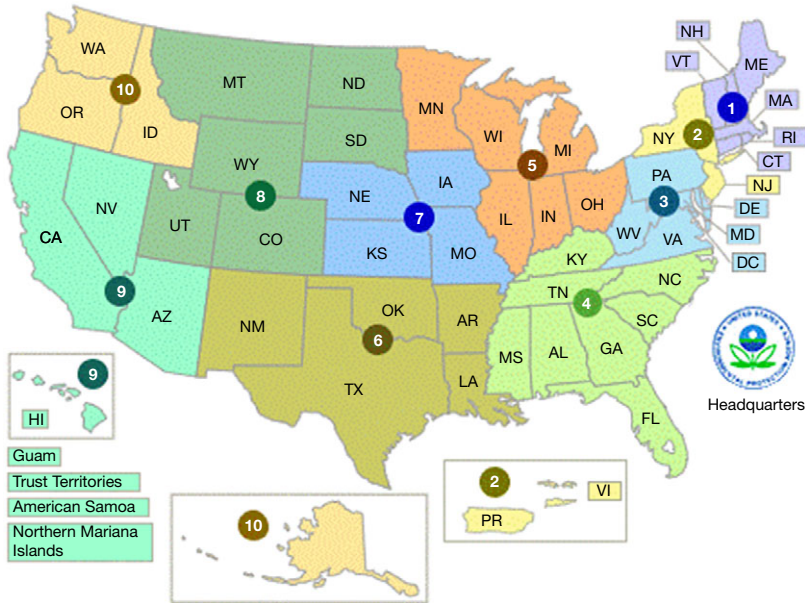 NH
WA
VT
ME
MT
ND
10
MN
1
MA
OR
ID
WI
NY
2
SD
MI
RI
WY
5
CT
PA
NJ
8
NE
IA
3
DE
NV
IL
IN
OH
UT
7
WV
MD
CA
CO
VA
KS
MO
KY
DC
9
TN
NC
AZ
OK
4
NM
AR
SC
6
MS
AL
GA
9
TX
LA
Headquarters
HI
FL
Guam
Trust Territories
2
VI
American Samoa
PR
10
Northern Mariana
Islands